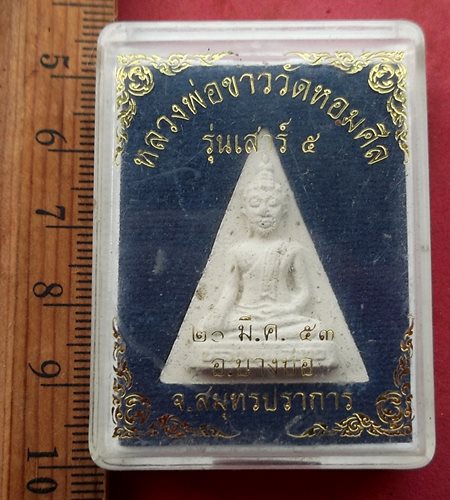 หลวงพ่อขาววัดหอมศีล
รุ่นเสาร์ ๕
๒๐ มี.ค. ๕๓
อ.บางบ่อ
จ.สมุทรปราการ
5
6
7
8
9
10